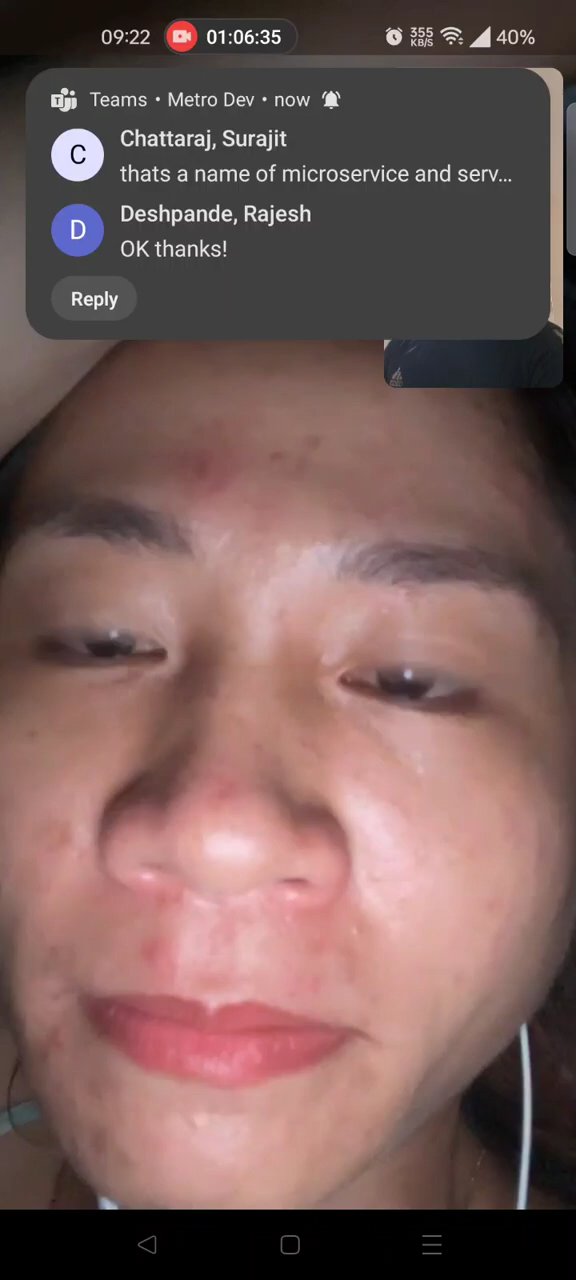 09:22 01:06:35 355 KB/S 40%
Teams • Metro Dev • now
C
Chattaraj, Surajit
thats a name of microservice and serv...
D
Deshpande, Rajesh
OK thanks!
Reply